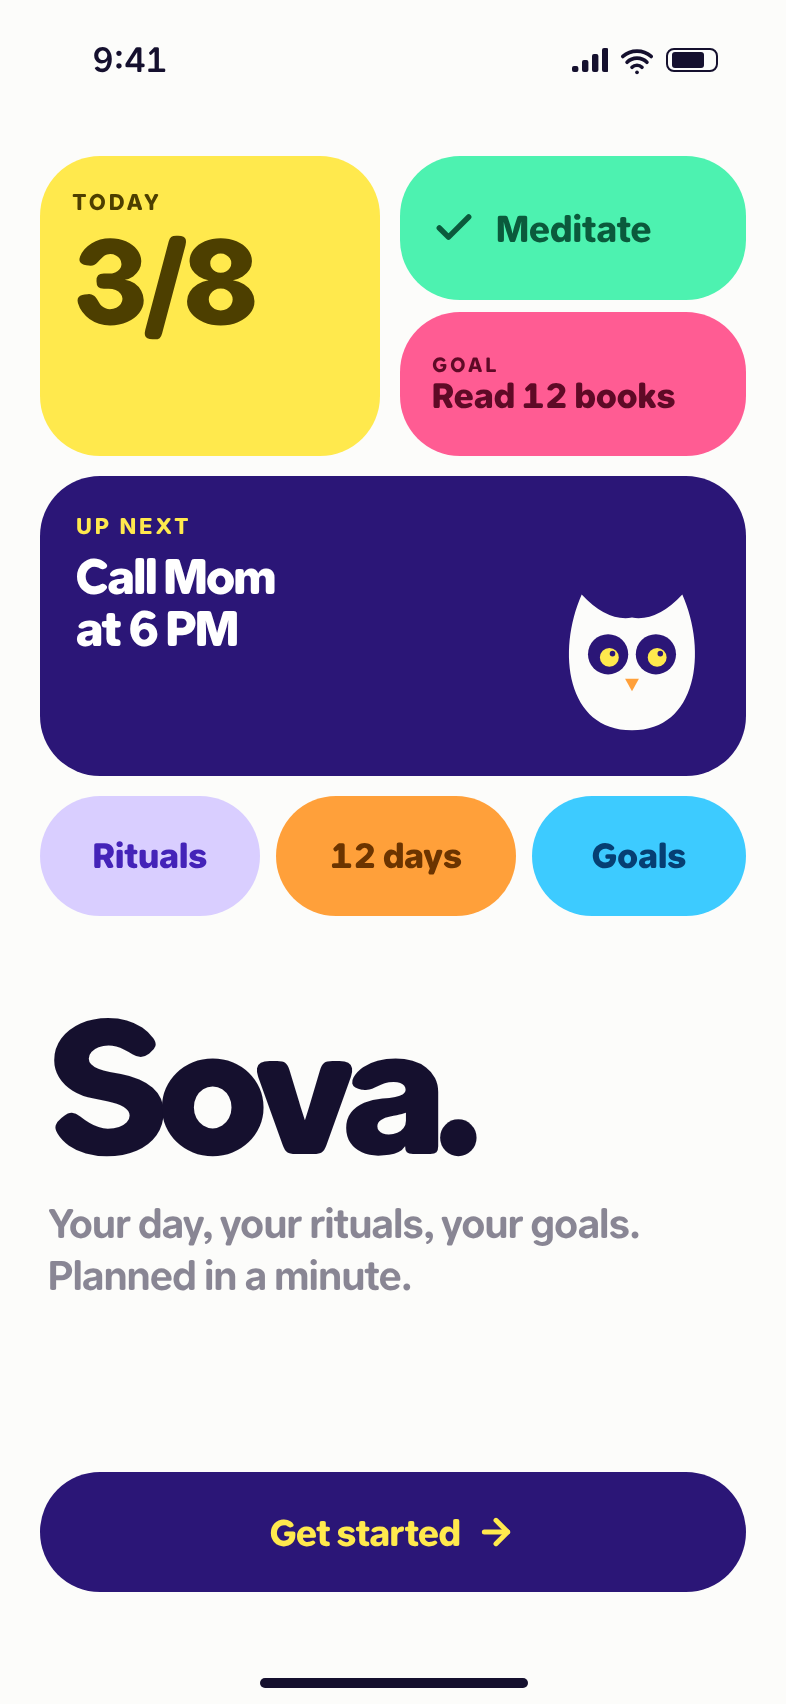 9:41
TODAY
3/8
Meditate
GOAL
Read 12 books
UP NEXT
Call Mom
at 6 PM
Rituals
12 days
Goals
Sova.
Your day, your rituals, your goals.
Planned in a minute.
Get started